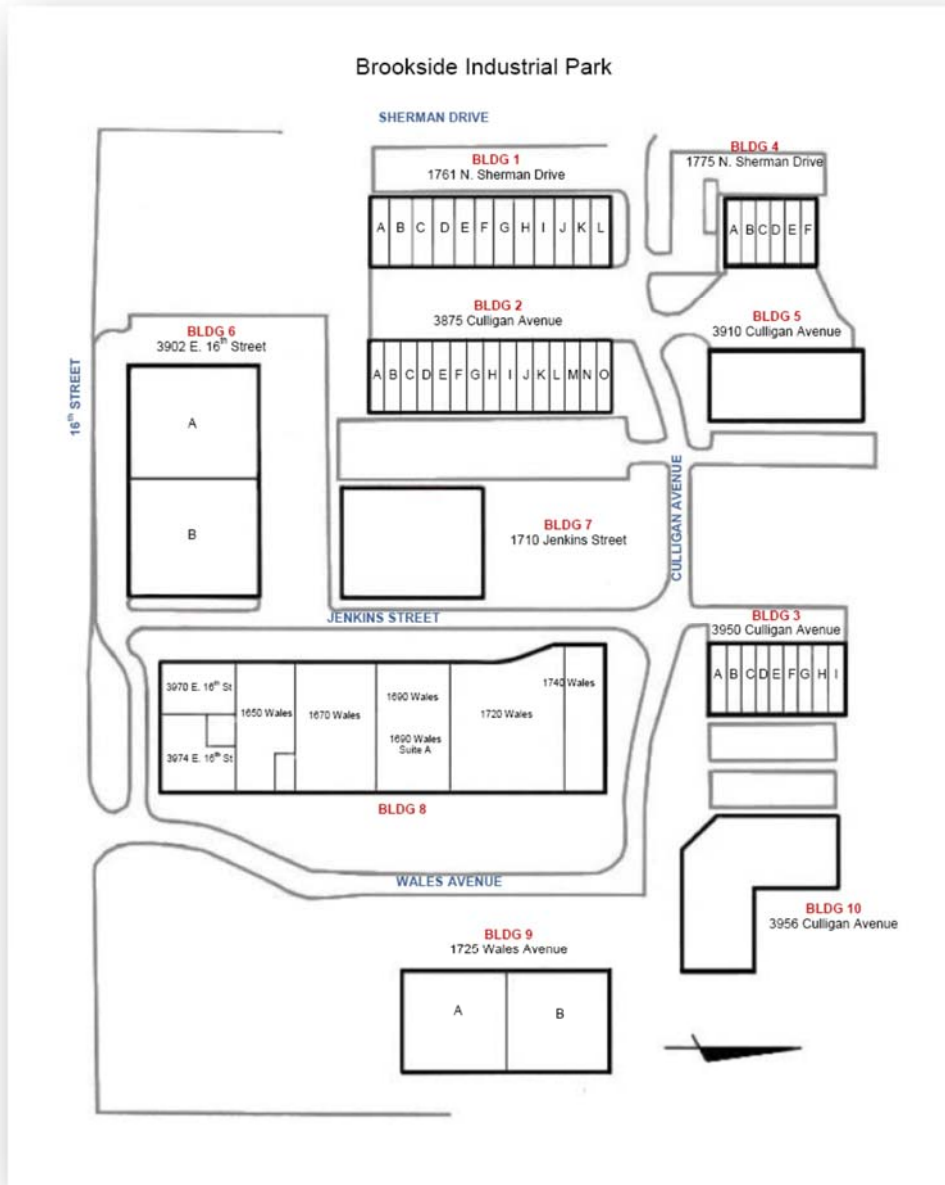 Brookside Industrial Park
SHERMAN DRIVE
BLDG 1
1761 N. Sherman Drive
A B C D E F G H I J K L
BLDG 4
1775 N. Sherman Drive
A B C D E F
BLDG 2
3875 Culligan Avenue
A B C D E F G H I J K L M N O
BLDG 5
3910 Culligan Avenue
BLDG 6
3902 E. 16th Street
A
B
16th STREET
BLDG 7
1710 Jenkins Street
CULLIGAN AVENUE
JENKINS STREET
BLDG 3
3950 Culligan Avenue
A B C D E F G H I
3970 E. 16th St
3974 E. 16th St
1650 Wales
1670 Wales
1690 Wales
1690 Wales
Suite A
1720 Wales
1740 Wales
BLDG 8
WALES AVENUE
BLDG 10
3956 Culligan Avenue
BLDG 9
1725 Wales Avenue
A
B